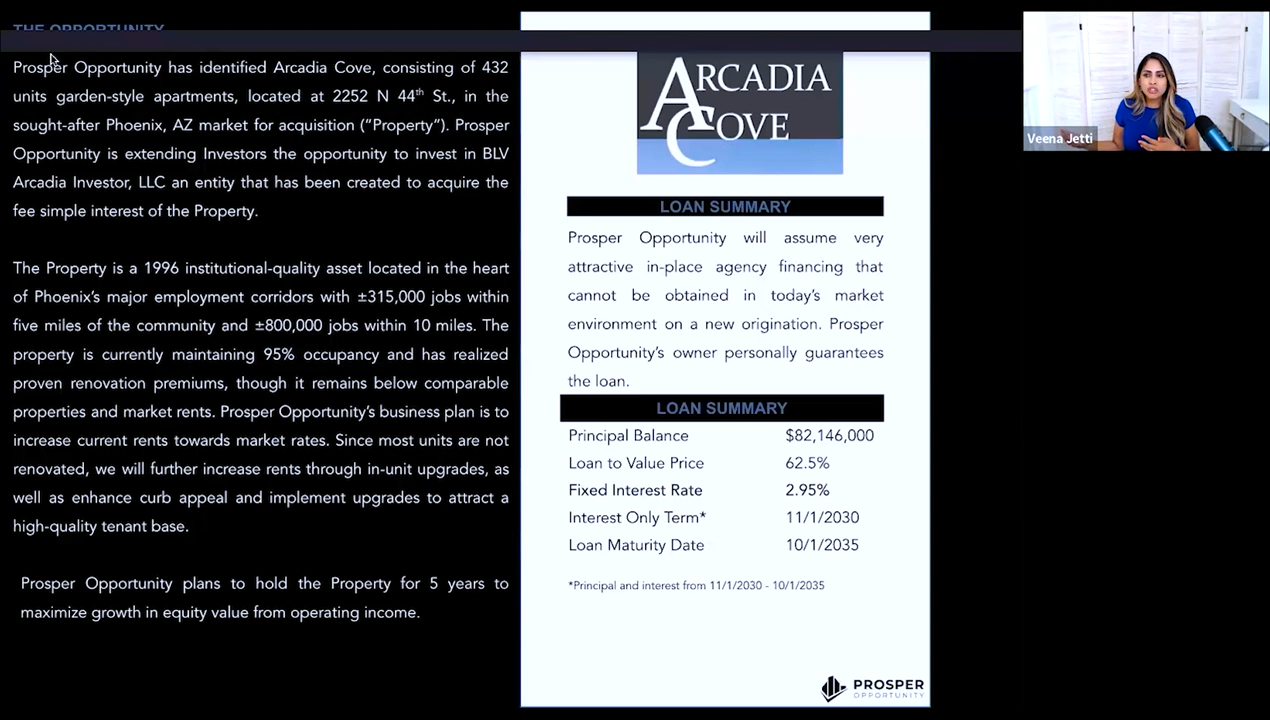 THE OPPORTUNITY
Prosper Opportunity has identified Arcadia Cove, consisting of 432
units garden-style apartments, located at 2252 N 44th St., in the
sought-after Phoenix, AZ market for acquisition (“Property”). Prosper
Opportunity is extending Investors the opportunity to invest in BLV
Arcadia Investor, LLC an entity that has been created to acquire the
fee simple interest of the Property.
The Property is a 1996 institutional-quality asset located in the heart
of Phoenix’s major employment corridors with ±315,000 jobs within
five miles of the community and ±800,000 jobs within 10 miles. The
property is currently maintaining 95% occupancy and has realized
proven renovation premiums, though it remains below comparable
properties and market rents. Prosper Opportunity’s business plan is to
increase current rents towards market rates. Since most units are not
renovated, we will further increase rents through in-unit upgrades, as
well as enhance curb appeal and implement upgrades to attract a
high-quality tenant base.
Prosper Opportunity plans to hold the Property for 5 years to
maximize growth in equity value from operating income.
ARCADIA
COVE
LOAN SUMMARY
Prosper Opportunity will assume very
attractive in-place agency financing that
cannot be obtained in today’s market
environment on a new origination. Prosper
Opportunity’s owner personally guarantees
the loan.
LOAN SUMMARY
Principal Balance $82,146,000
Loan to Value Price 62.5%
Fixed Interest Rate 2.95%
Interest Only Term* 11/1/2030
Loan Maturity Date 10/1/2035
*Principal and interest from 11/1/2030 - 10/1/2035
PROSPER
OPPORTUNITY
Veena Jetti